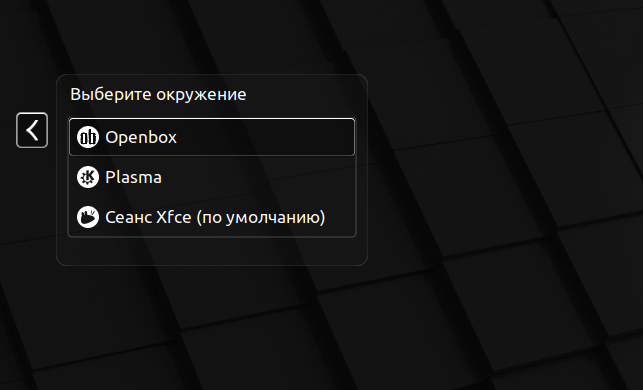 Выберите окружение
Openbox
Plasma
Сеанс Xfce (по умолчанию)